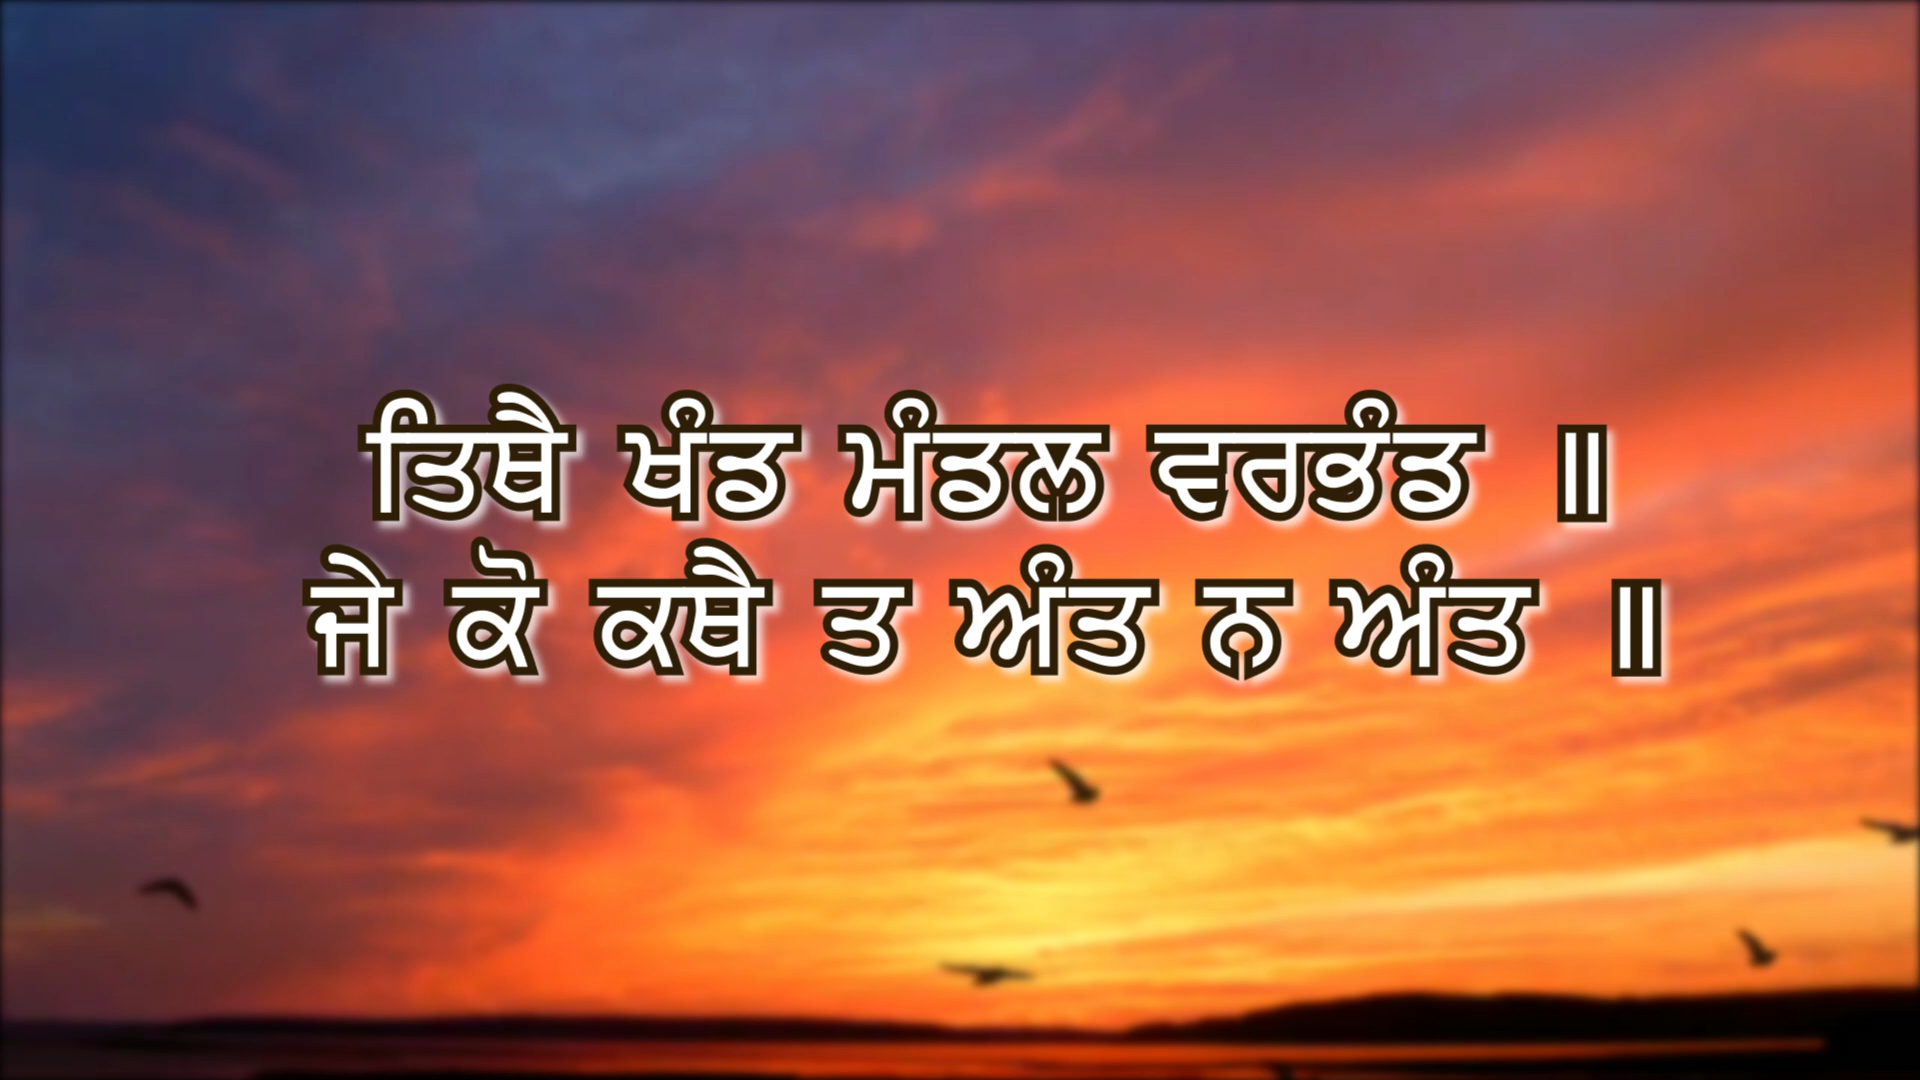 ਤਿਥੈ ਖੰਡ ਮੰਡਲ ਵਰਭੰਡ ॥
ਜੇ ਕੋ ਕਥੈ ਤ ਅੰਤ ਨ ਅੰਤ ॥